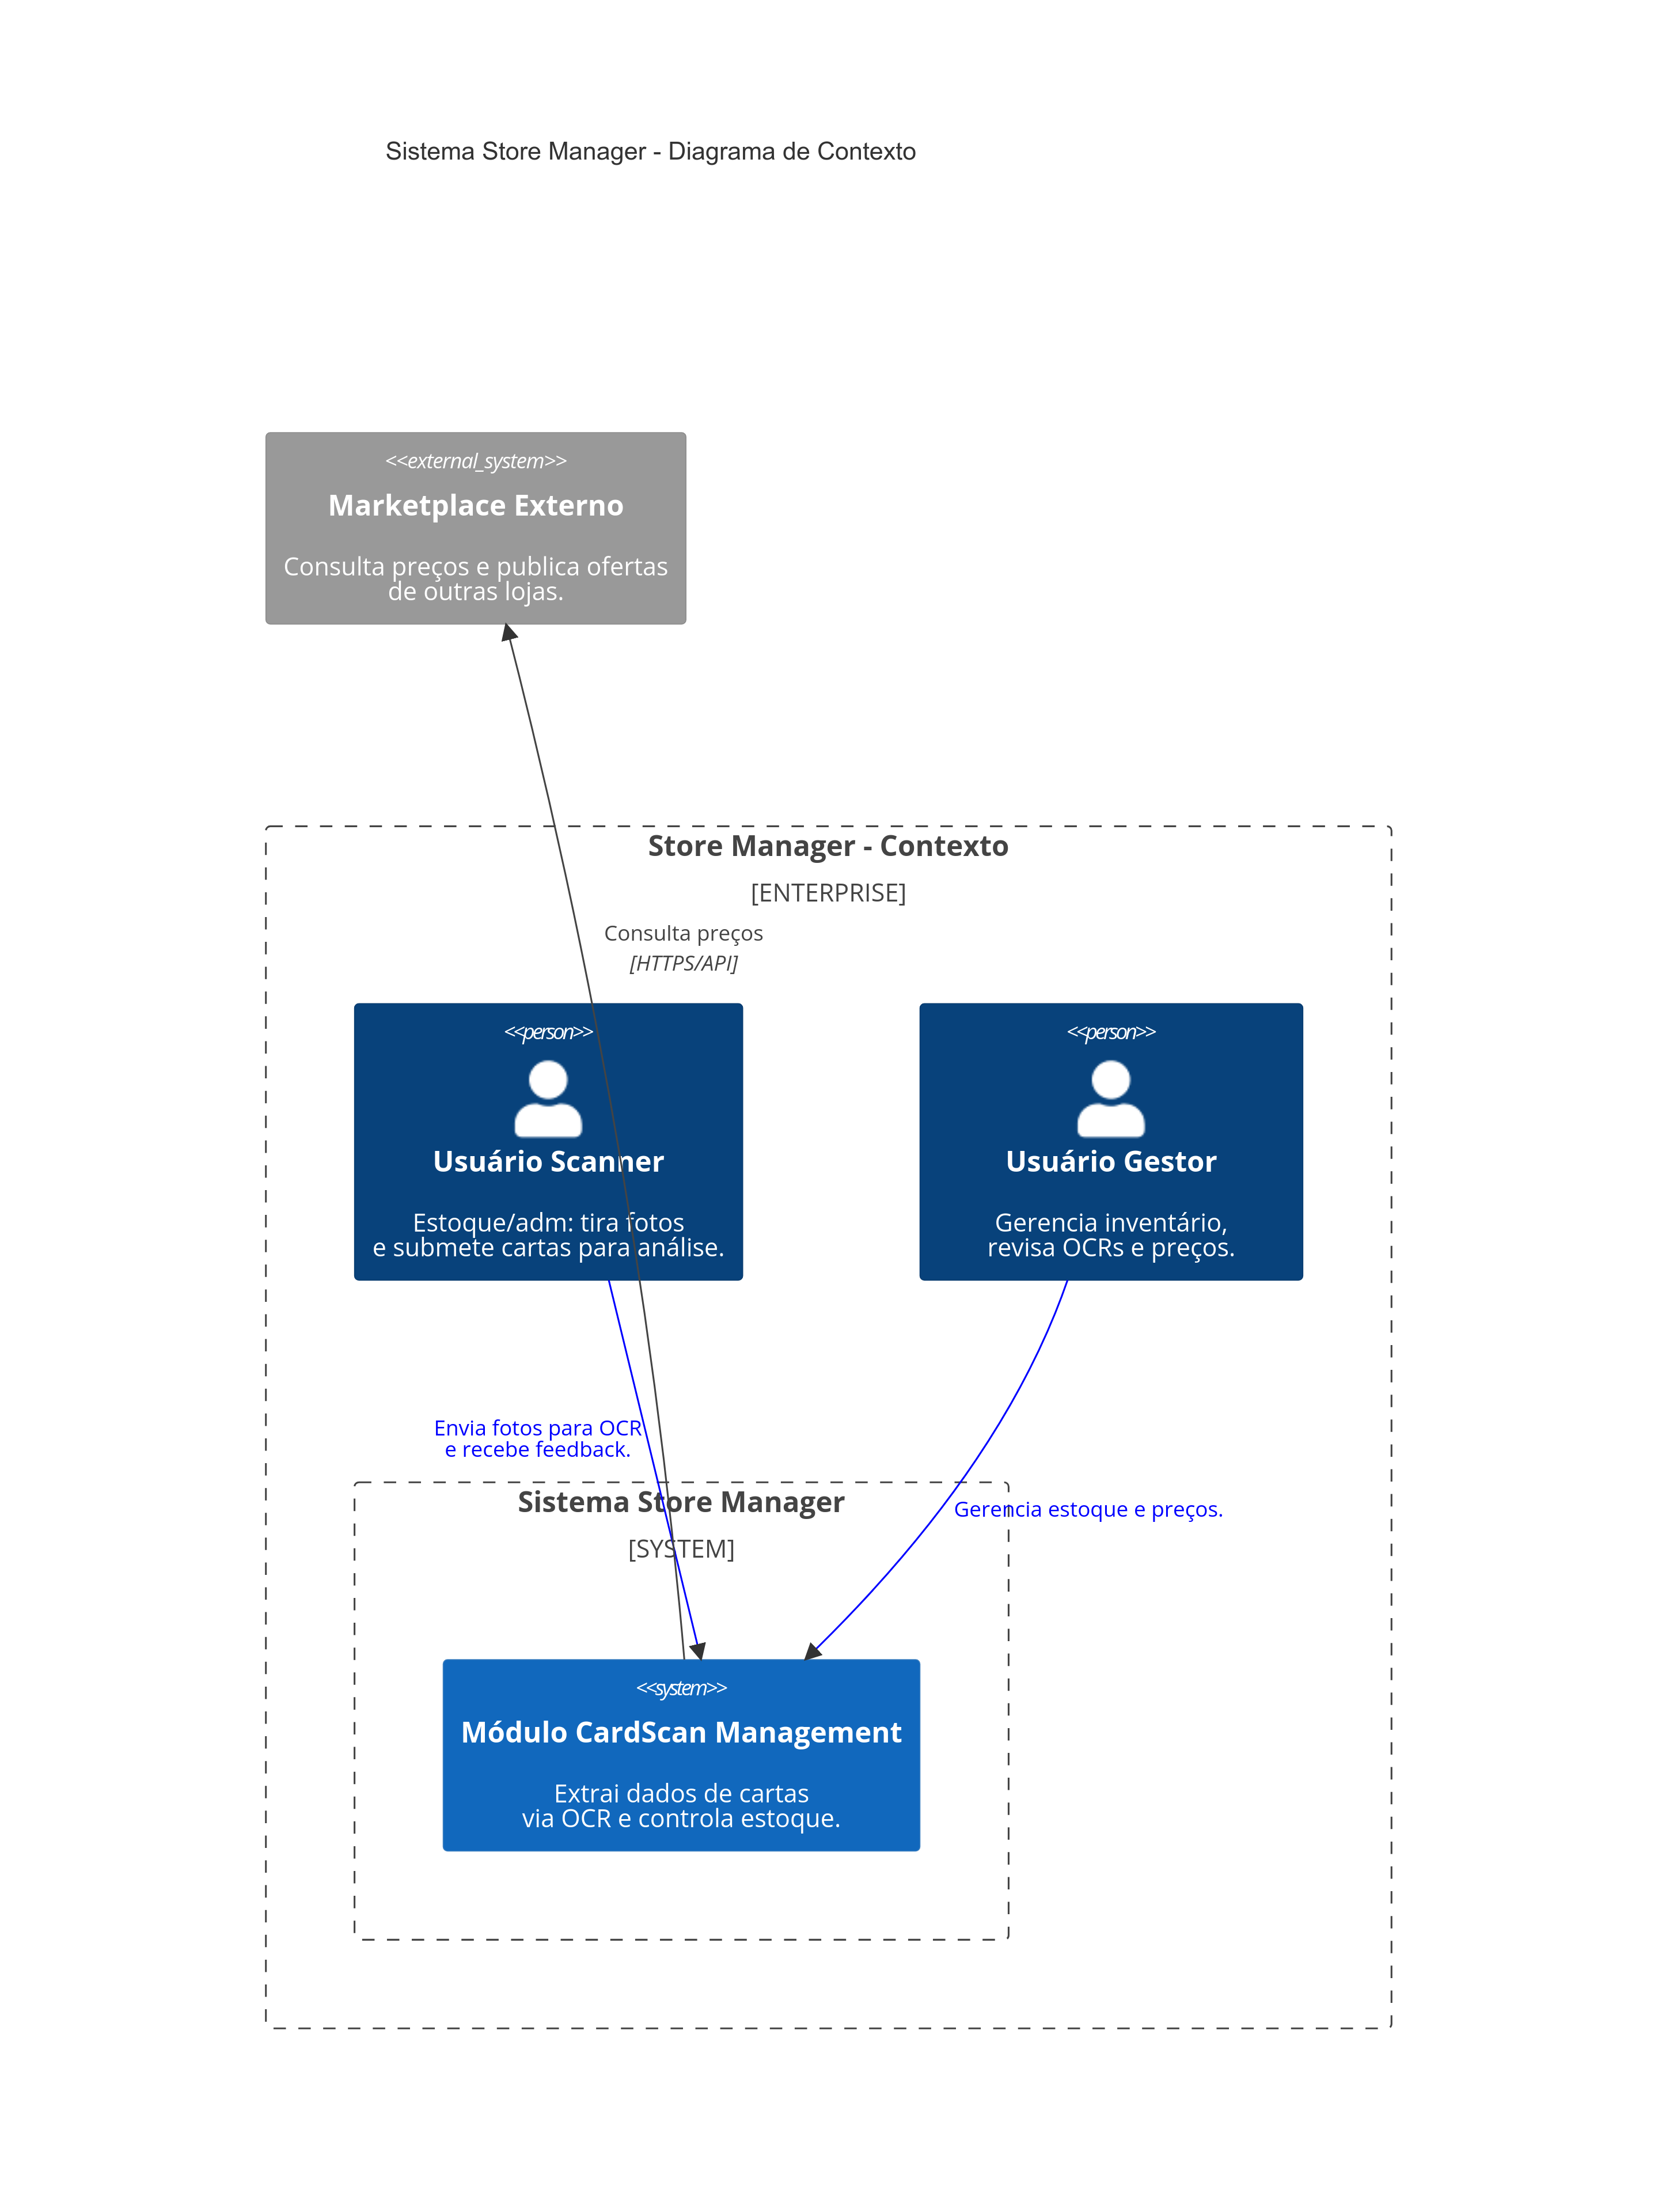 Sistema Store Manager - Diagrama de Contexto
<<external_system>>
Marketplace Externo
Consulta preços e publica ofertas
de outras lojas.
Store Manager - Contexto
[ENTERPRISE]
Consulta preços
[HTTPS/API]
<<person>>
Usuário Scanner
Estoque/adm: tira fotos
e submete cartas para análise.
<<person>>
Usuário Gestor
Gerencia inventário,
revisa OCRs e preços.
Envia fotos para OCR
e recebe feedback.
Gerencia estoque e preços.
Sistema Store Manager
[SYSTEM]
<<system>>
Módulo CardScan Management
Extrai dados de cartas
via OCR e controla estoque.